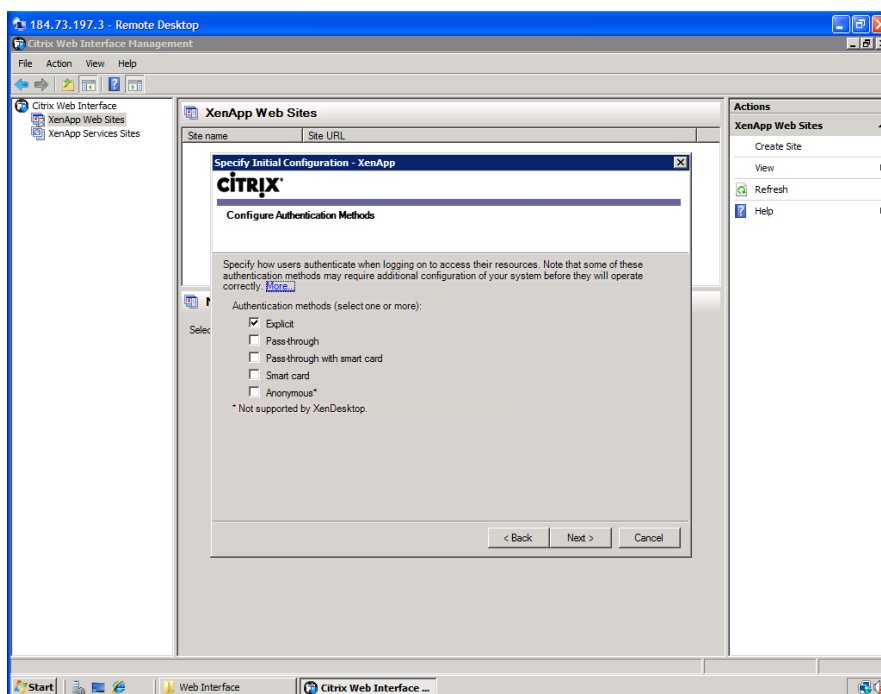 184.73.197.3 - Remote Desktop
Citrix Web Interface Management
File Action View Help
Citrix Web Interface
XenApp Web Sites
XenApp Services Sites
XenApp Web Sites
Site name Site URL
Specify Initial Configuration - XenApp
CITRIX
Configure Authentication Methods
Specify how users authenticate when logging on to access their resources. Note that some of these
authentication methods may require additional configuration of your system before they will operate
correctly. More...
Authentication methods (select one or more):
Explicit
Pass-through
Pass-through with smart card
Smart card
Anonymous*
* Not supported by XenDesktop.
< Back Next > Cancel
Selec
Actions
XenApp Web Sites
Create Site
View
Refresh
Help
Start Web Interface Citrix Web Interface ...